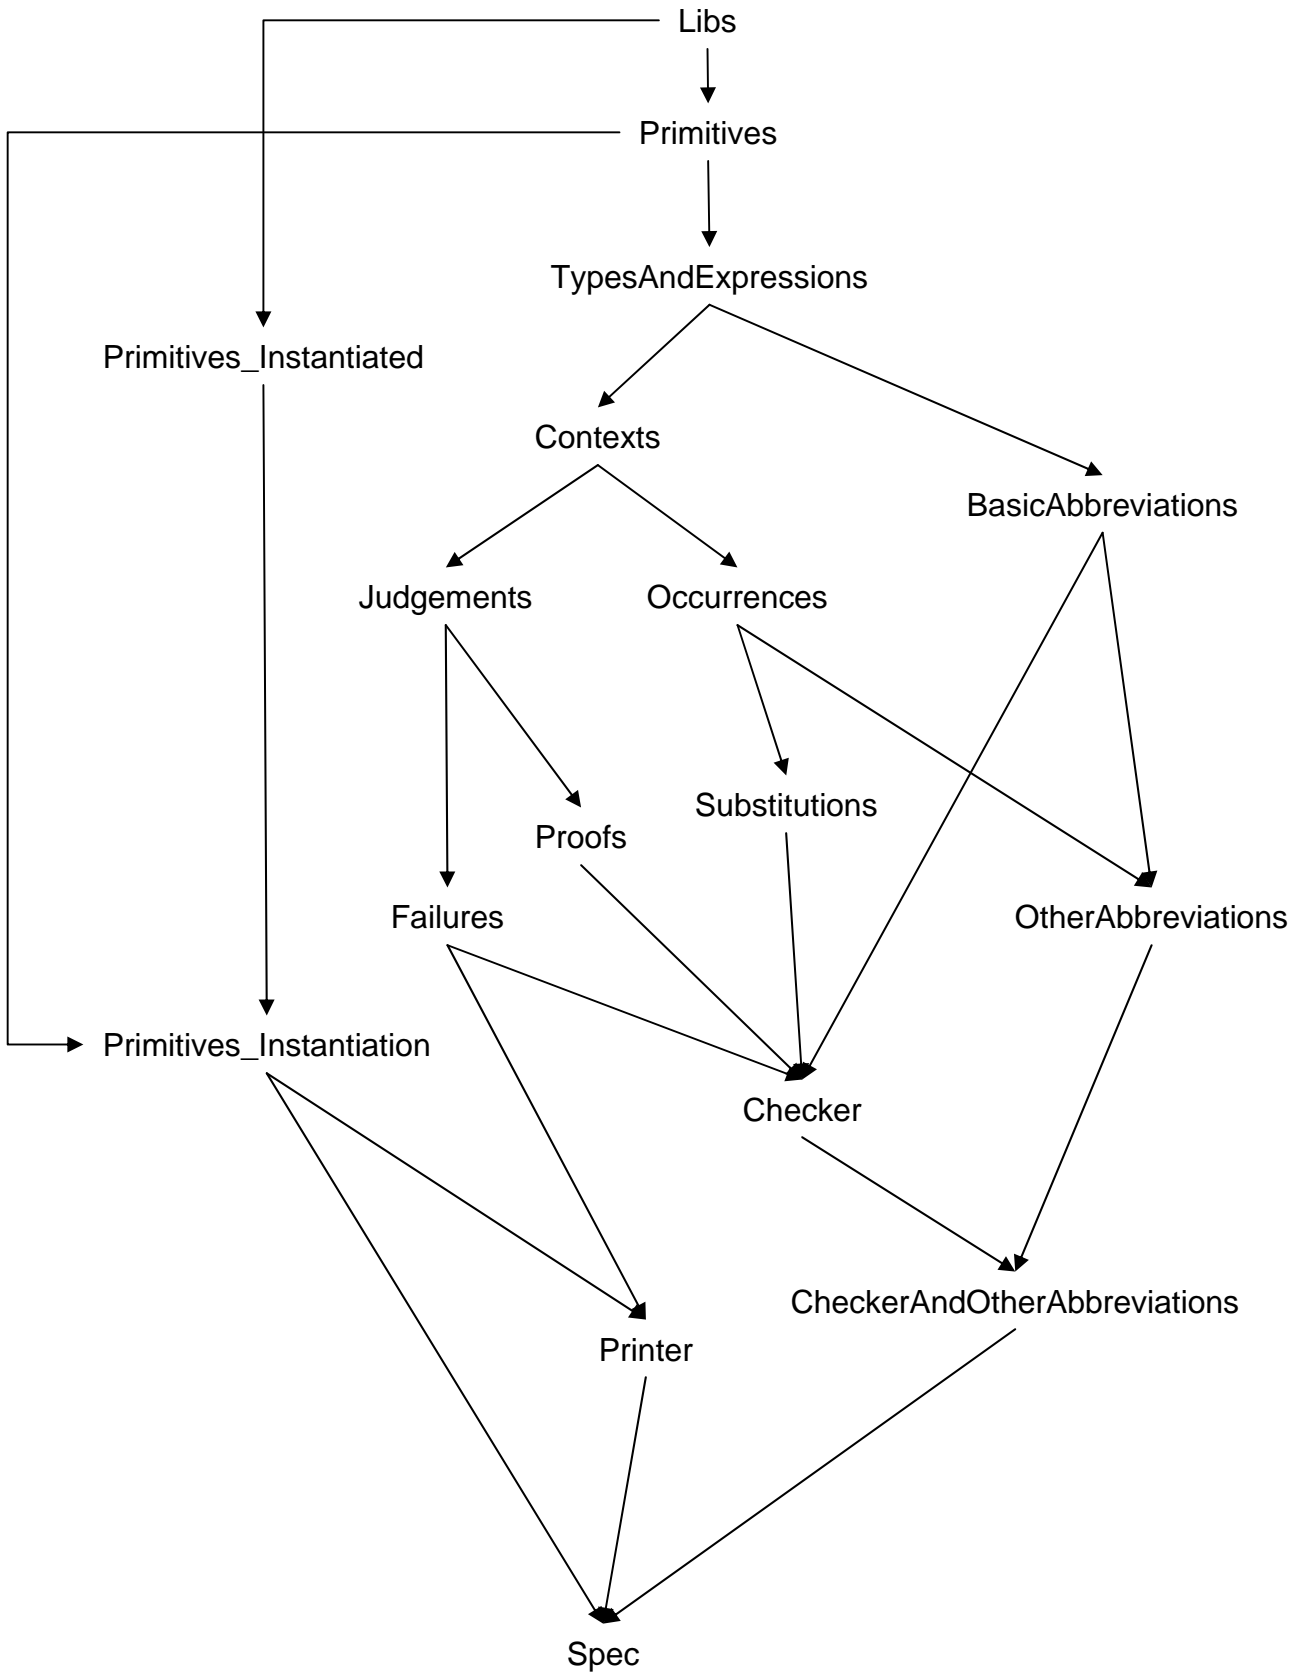 Libs
Primitives
TypesAndExpressions
Primitives_Instantiated
Contexts
BasicAbbreviations
Judgements
Occurrences
Substitutions
Proofs
Failures
OtherAbbreviations
Primitives_Instantiation
Checker
CheckerAndOtherAbbreviations
Printer
Spec